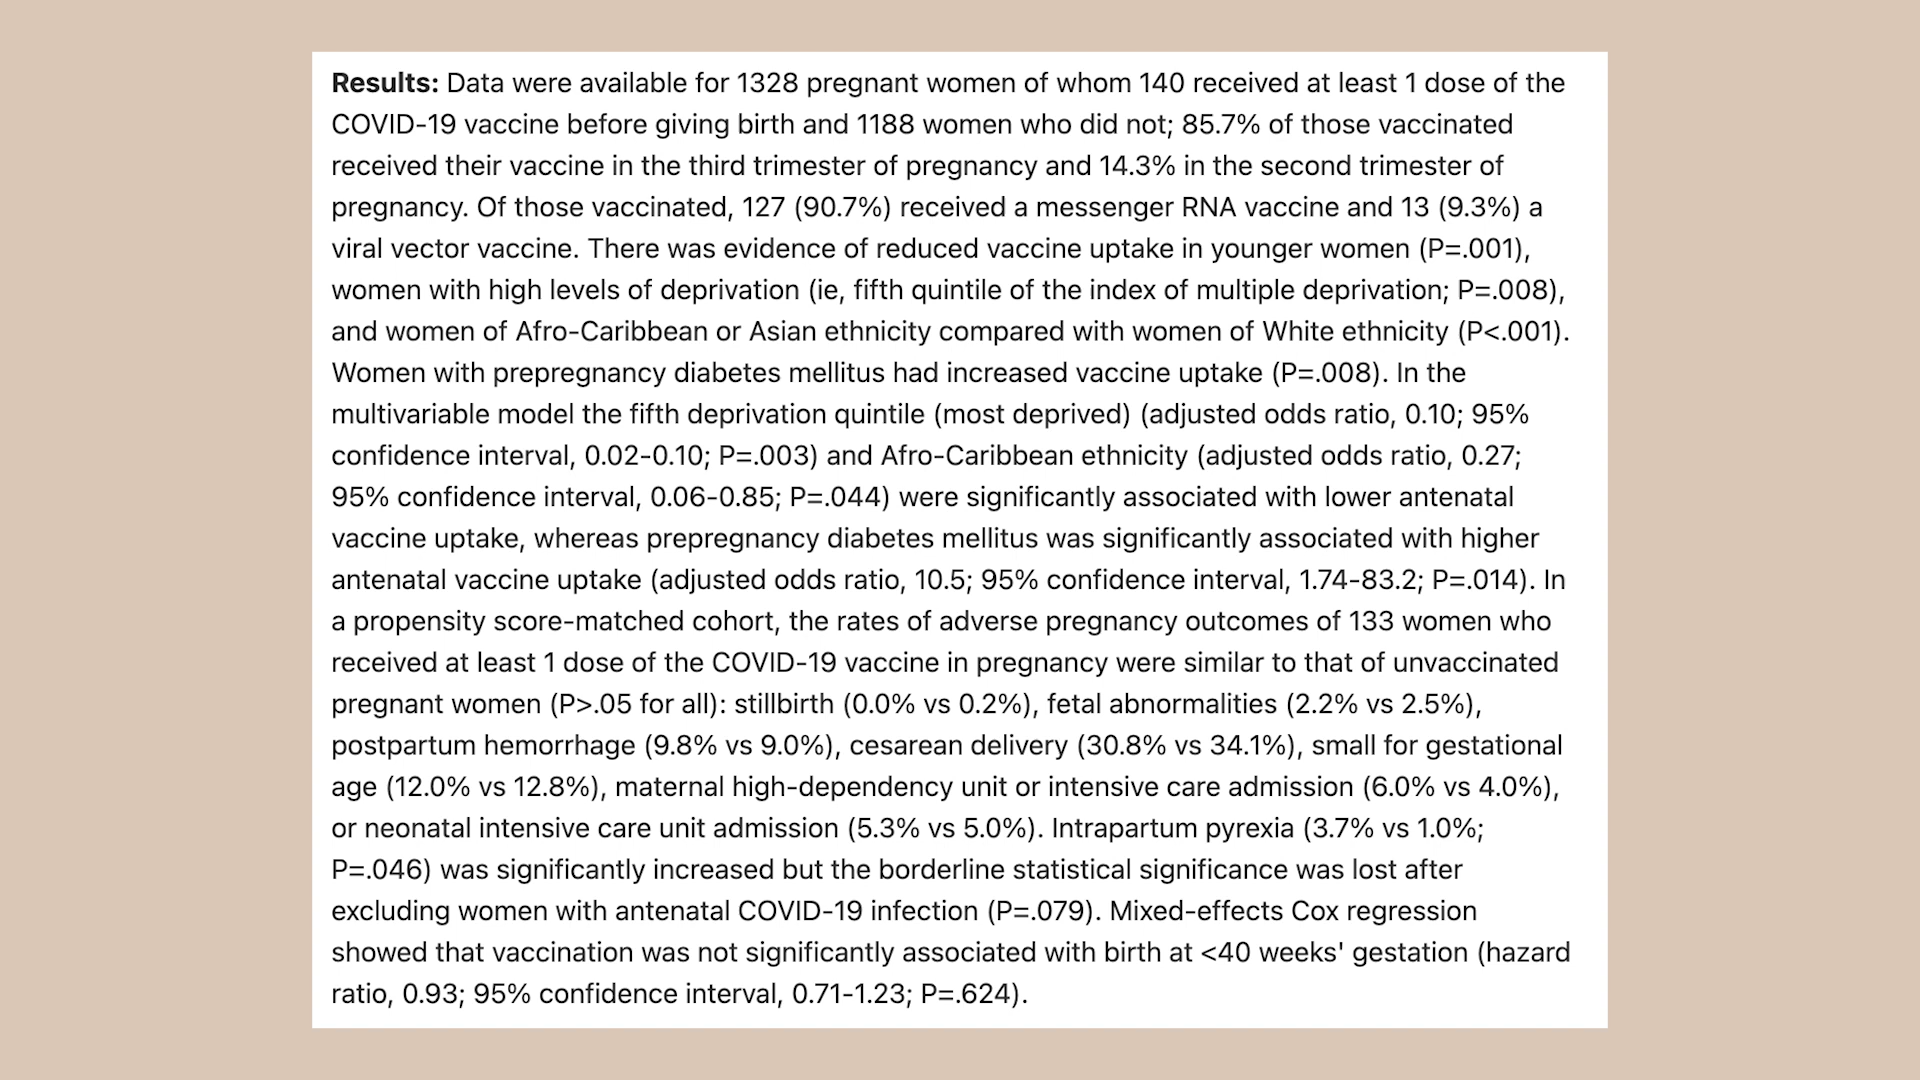 Results: Data were available for 1328 pregnant women of whom 140 received at least 1 dose of the
COVID-19 vaccine before giving birth and 1188 women who did not; 85.7% of those vaccinated
received their vaccine in the third trimester of pregnancy and 14.3% in the second trimester of
pregnancy. Of those vaccinated, 127 (90.7%) received a messenger RNA vaccine and 13 (9.3%) a
viral vector vaccine. There was evidence of reduced vaccine uptake in younger women (P=.001),
women with high levels of deprivation (ie, fifth quintile of the index of multiple deprivation; P=.008),
and women of Afro-Caribbean or Asian ethnicity compared with women of White ethnicity (P<.001).
Women with prepregnancy diabetes mellitus had increased vaccine uptake (P=.008). In the
multivariable model the fifth deprivation quintile (most deprived) (adjusted odds ratio, 0.10; 95%
confidence interval, 0.02-0.10; P=.003) and Afro-Caribbean ethnicity (adjusted odds ratio, 0.27;
95% confidence interval, 0.06-0.85; P=.044) were significantly associated with lower antenatal
vaccine uptake, whereas prepregnancy diabetes mellitus was significantly associated with higher
antenatal vaccine uptake (adjusted odds ratio, 10.5; 95% confidence interval, 1.74-83.2; P=.014). In
a propensity score-matched cohort, the rates of adverse pregnancy outcomes of 133 women who
received at least 1 dose of the COVID-19 vaccine in pregnancy were similar to that of unvaccinated
pregnant women (P>.05 for all): stillbirth (0.0% vs 0.2%), fetal abnormalities (2.2% vs 2.5%),
postpartum hemorrhage (9.8% vs 9.0%), cesarean delivery (30.8% vs 34.1%), small for gestational
age (12.0% vs 12.8%), maternal high-dependency unit or intensive care admission (6.0% vs 4.0%),
or neonatal intensive care unit admission (5.3% vs 5.0%). Intrapartum pyrexia (3.7% vs 1.0%;
P=.046) was significantly increased but the borderline statistical significance was lost after
excluding women with antenatal COVID-19 infection (P=.079). Mixed-effects Cox regression
showed that vaccination was not significantly associated with birth at <40 weeks' gestation (hazard
ratio, 0.93; 95% confidence interval, 0.71-1.23; P=.624).